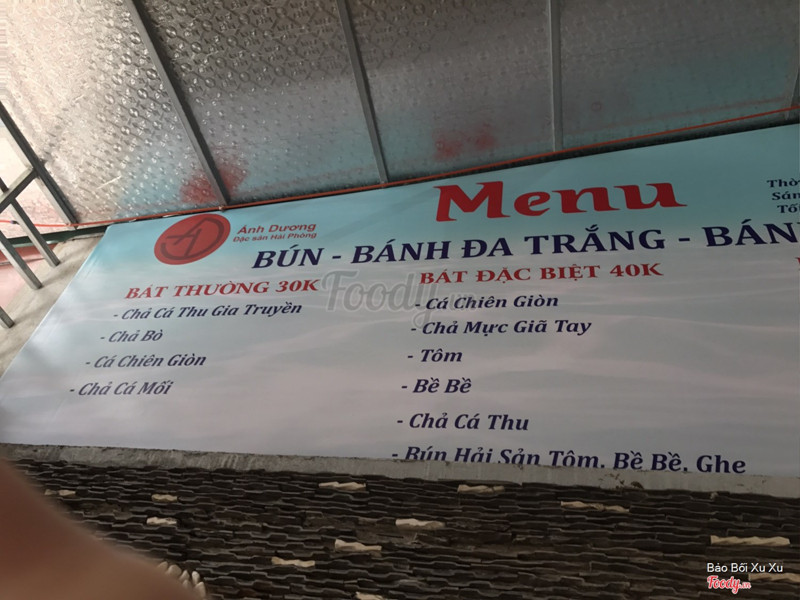 Ánh Dương
Đặc sản Hải Phòng
Menu
BÚN - BÁNH ĐA TRẮNG -
BÁT THƯỜNG 30K
- Chả Cá Thu Gia Truyền
- Chả Bò
- Cá Chiên Giòn
- Chả Cá Mối
BÁT ĐẶC BIỆT 40K
- Cá Chiên Giòn
- Chả Mực Giã Tay
- Tôm
- Bề Bề
- Chả Cá Thu
- Bún Hải Sản Tôm, Bề Bề, Ghe
Foody
Bảo Bối Xu Xu
Foody.vn